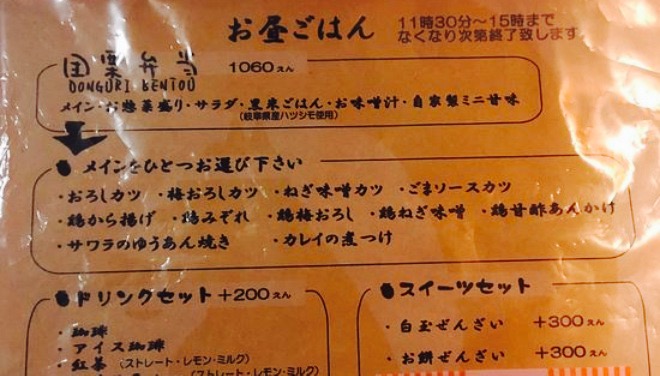 お昼ごはん
11時30分〜15時まで
なくなり次第終了致します
栗弁当 1060えん
DONGURI BENTOU
メイン・お惣菜盛り・サラダ・黒米ごはん・お味噌汁・自家製ミニ甘味
(岐阜県産ハツシモ使用)
メインをひとつお選び下さい
・おろしカツ ・梅おろしカツ ・ねぎ味噌カツ ・ごまソースカツ
・鶏から揚げ ・鶏みぞれ ・鶏梅おろし ・鶏ねぎ味噌 ・鶏甘酢あんかけ
・サワラのゆうあん焼き ・カレイの煮つけ
ドリンクセット +200えん
・珈琲
・アイス珈琲
・紅茶 (ストレート・レモン・ミルク)
(ストレート・レモン・ミルク)
スイーツセット
・白玉ぜんざい +300えん
・お餅ぜんざい +300えん